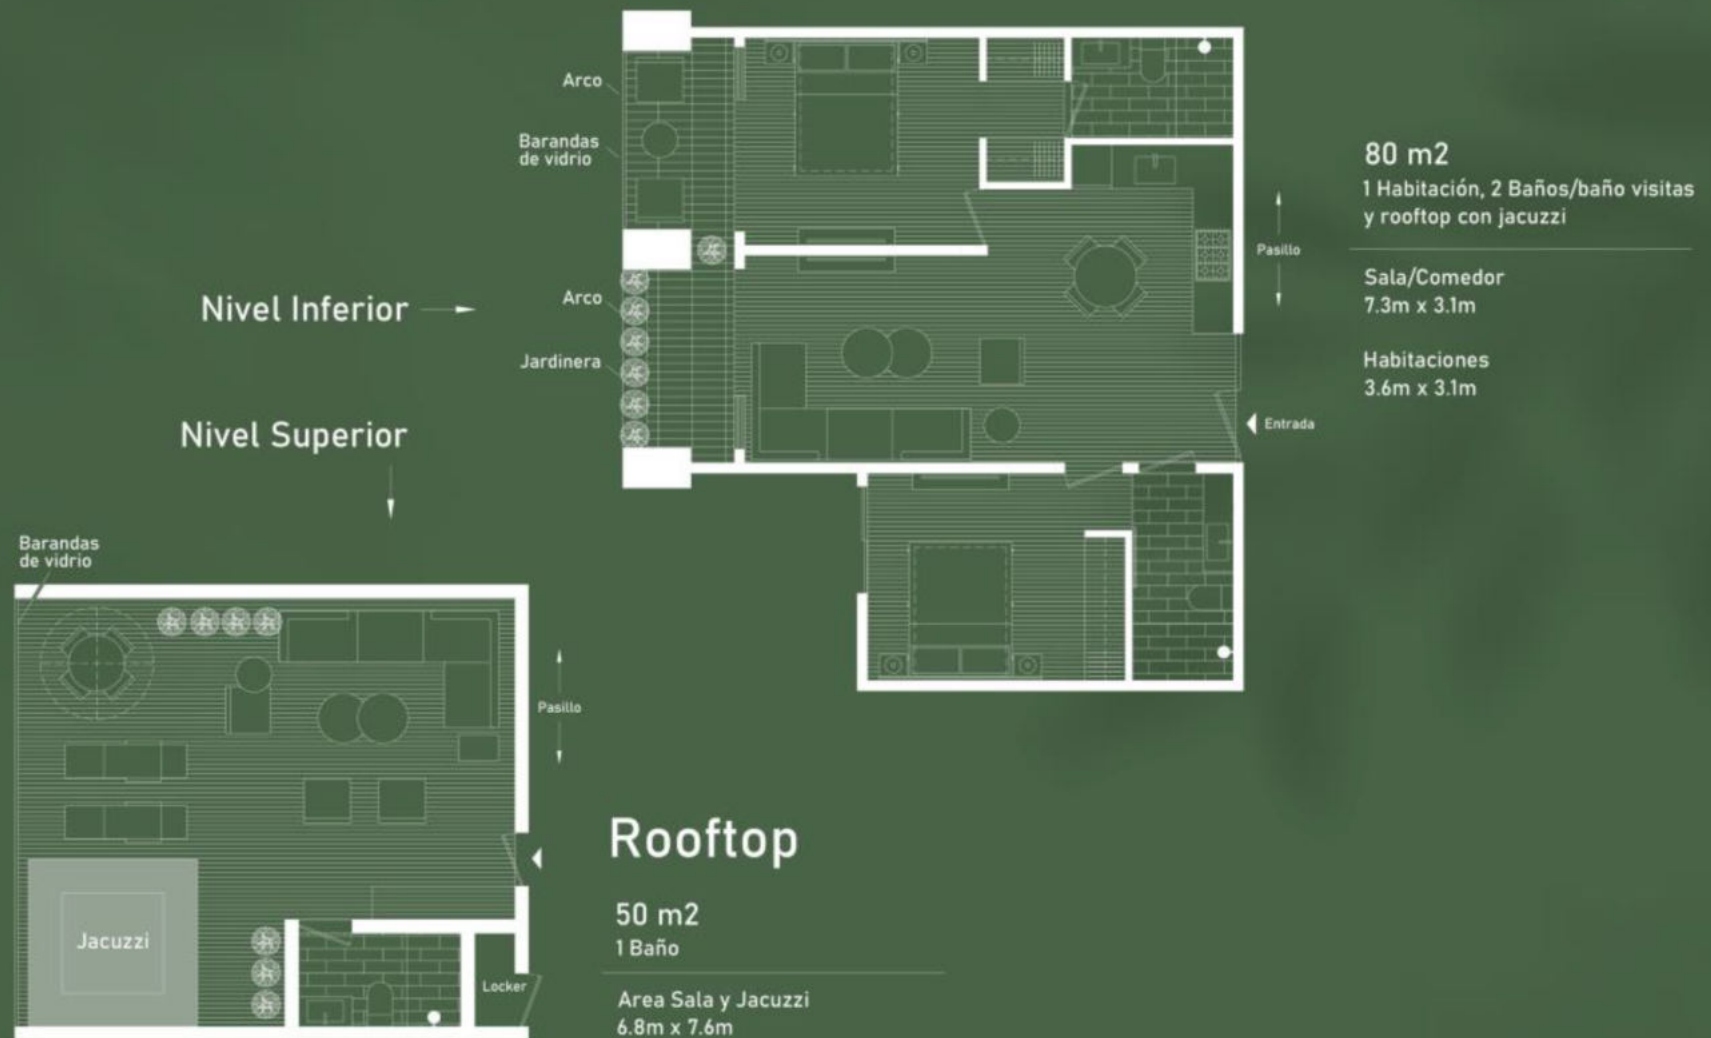 Arco
Barandas
de vidrio
Nivel Inferior
Arco
Jardinera
Nivel Superior
Pasillo
Entrada
80 m2
1 Habitación, 2 Baños/baño visitas
y rooftop con jacuzzi
Sala/Comedor
7.3m x 3.1m
Habitaciones
3.6m x 3.1m
Barandas
de vidrio
Pasillo
Jacuzzi
Locker
Rooftop
50 m2
1 Baño
Area Sala y Jacuzzi
6.8m x 7.6m